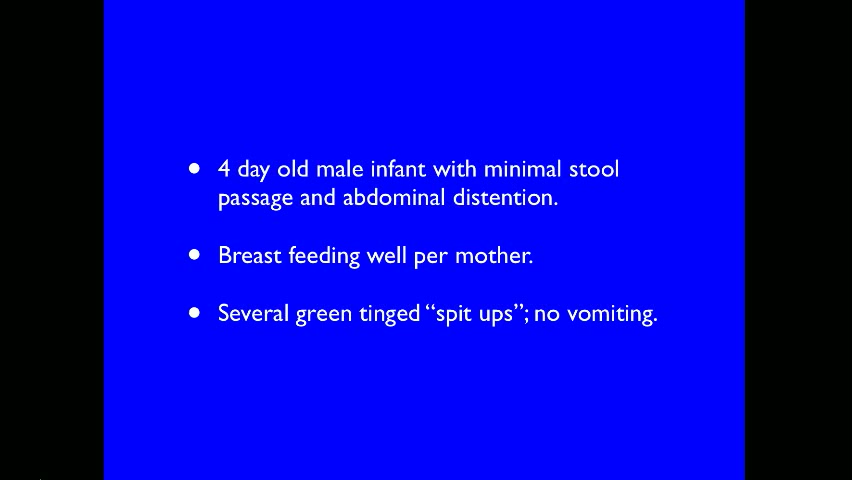 • 4 day old male infant with minimal stool
passage and abdominal distention.
• Breast feeding well per mother.
• Several green tinged “spit ups”; no vomiting.